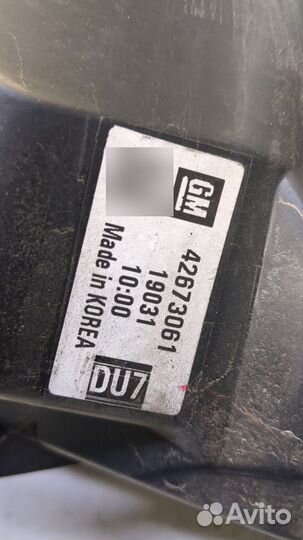 GM
42673061
19031
10:00
Made in KOREA
DU7
Avito